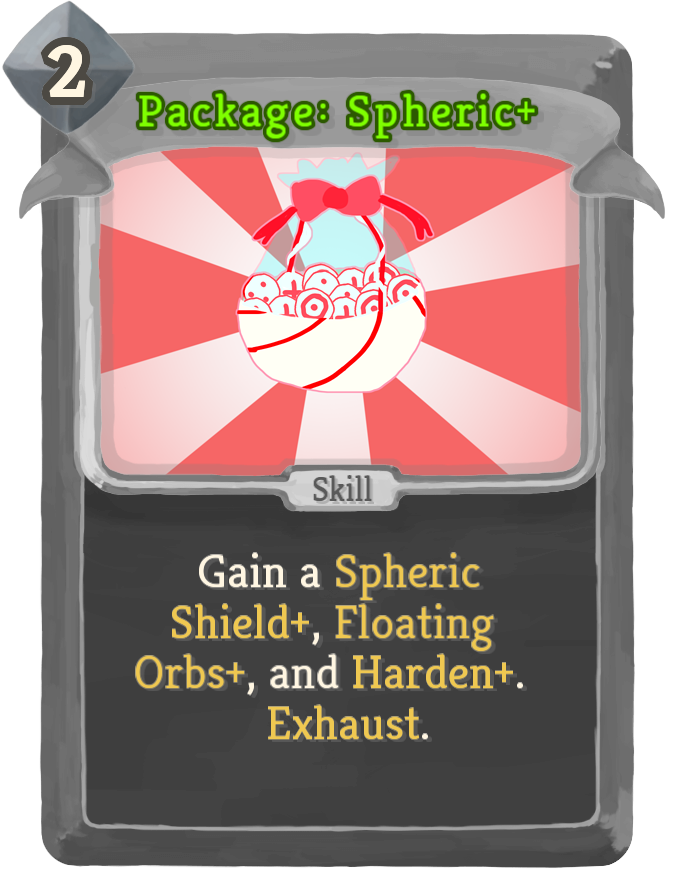 2
Package: Spheric+
Skill
Gain a Spheric
Shield+, Floating
Orbs+, and Harden+.
Exhaust.